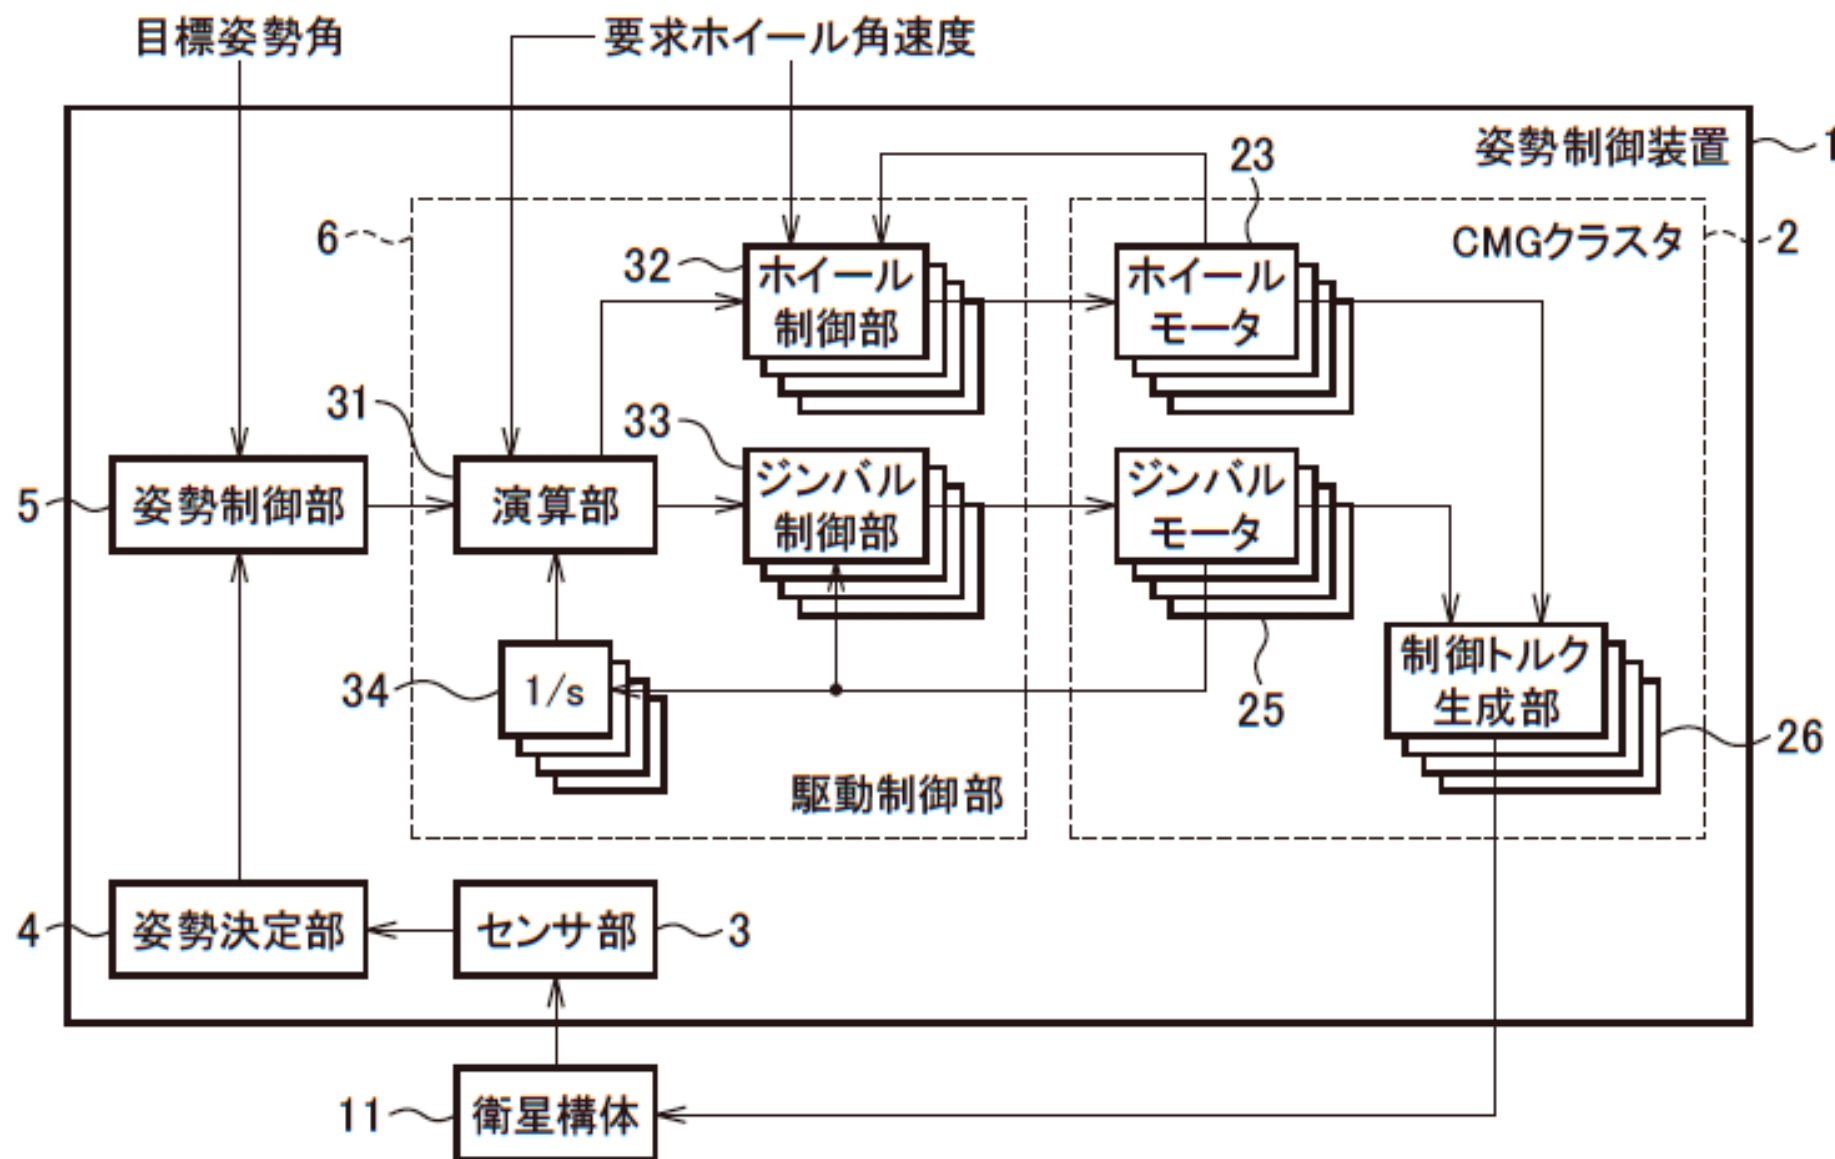 目標姿勢角
要求ホイール角速度
姿勢制御装置
1
6
23
CMGクラスタ
2
32
ホイール
制御部
ホイール
モータ
31
33
5
姿勢制御部
演算部
ジンバル
制御部
ジンバル
モータ
34
1/s
25
制御トルク
生成部
26
駆動制御部
4
姿勢決定部
センサ部
3
11
衛星構体